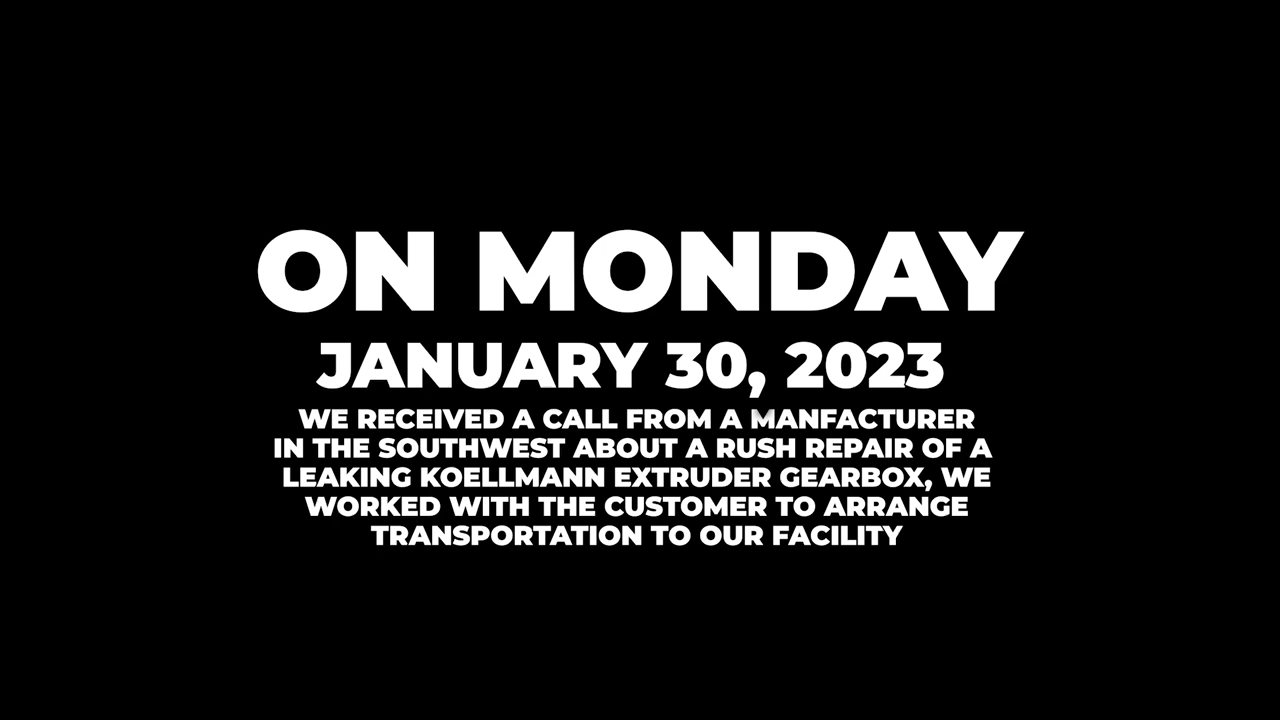 ON MONDAY
JANUARY 30, 2023
WE RECEIVED A CALL FROM A MANFACTURER
IN THE SOUTHWEST ABOUT A RUSH REPAIR OF A
LEAKING KOELLMANN EXTRUDER GEARBOX, WE
WORKED WITH THE CUSTOMER TO ARRANGE
TRANSPORTATION TO OUR FACILITY